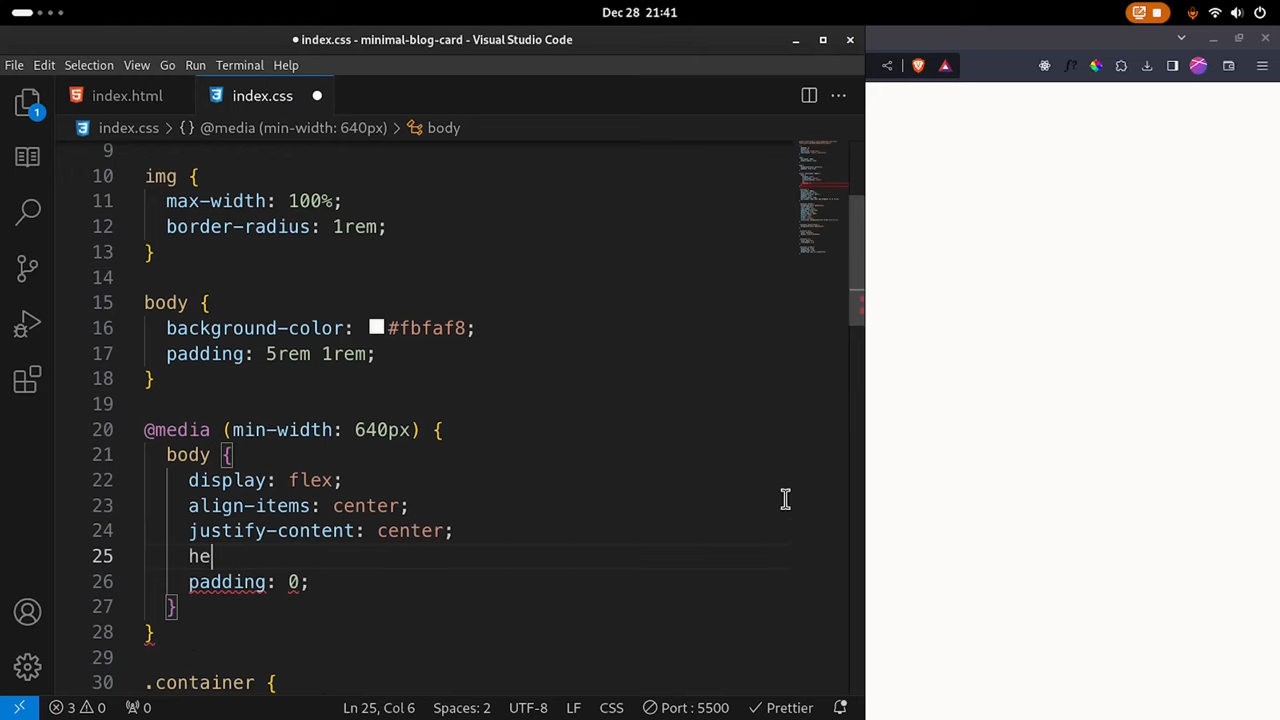 Dec 28 21:41
index.css - minimal-blog-card - Visual Studio Code
File Edit Selection View Go Run Terminal Help
index.html index.css
index.css @media (min-width: 640px) body
9
10 img {
11 max-width: 100%;
12 border-radius: 1rem;
13 }
14
15 body {
16 background-color: #fbfaf8;
17 padding: 5rem 1rem;
18 }
19
20 @media (min-width: 640px) {
21 body {
22 display: flex;
23 align-items: center;
24 justify-content: center;
25 he
26 padding: 0;
27 }
28 }
29
30 .container {
1
3 0 0 Ln 25, Col 6 Spaces: 2 UTF-8 LF CSS Port : 5500 Prettier